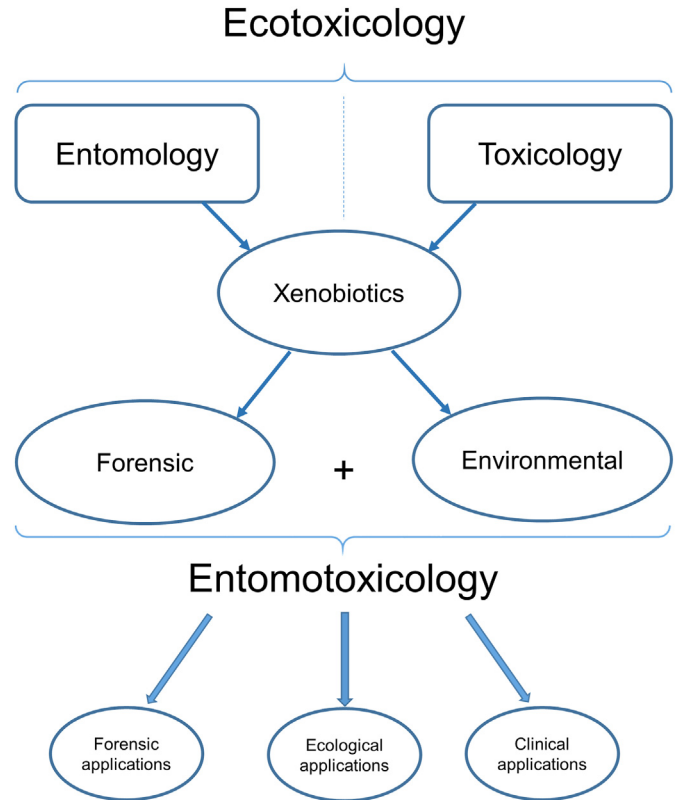 Ecotoxicology
Entomology
Toxicology
Xenobiotics
Forensic
+
Environmental
Entomotoxicology
Forensic
applications
Ecological
applications
Clinical
applications